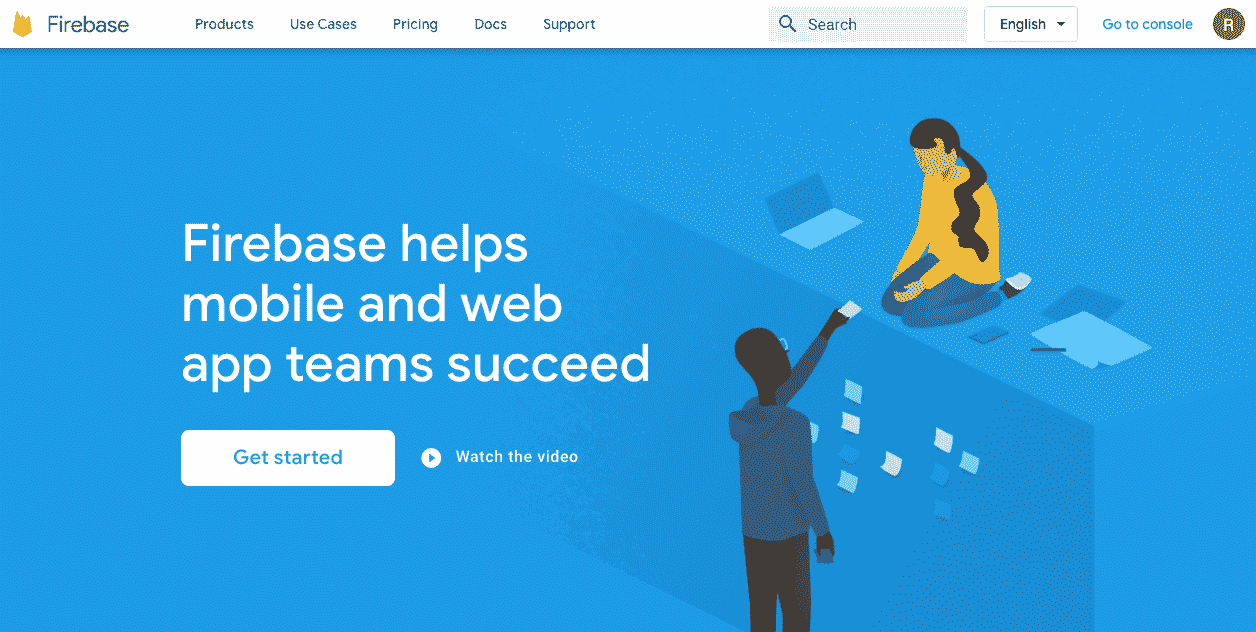 Firebase Products Use Cases Pricing Docs Support Search English Go to console R
Firebase helps
mobile and web
app teams succeed
Get started Watch the video